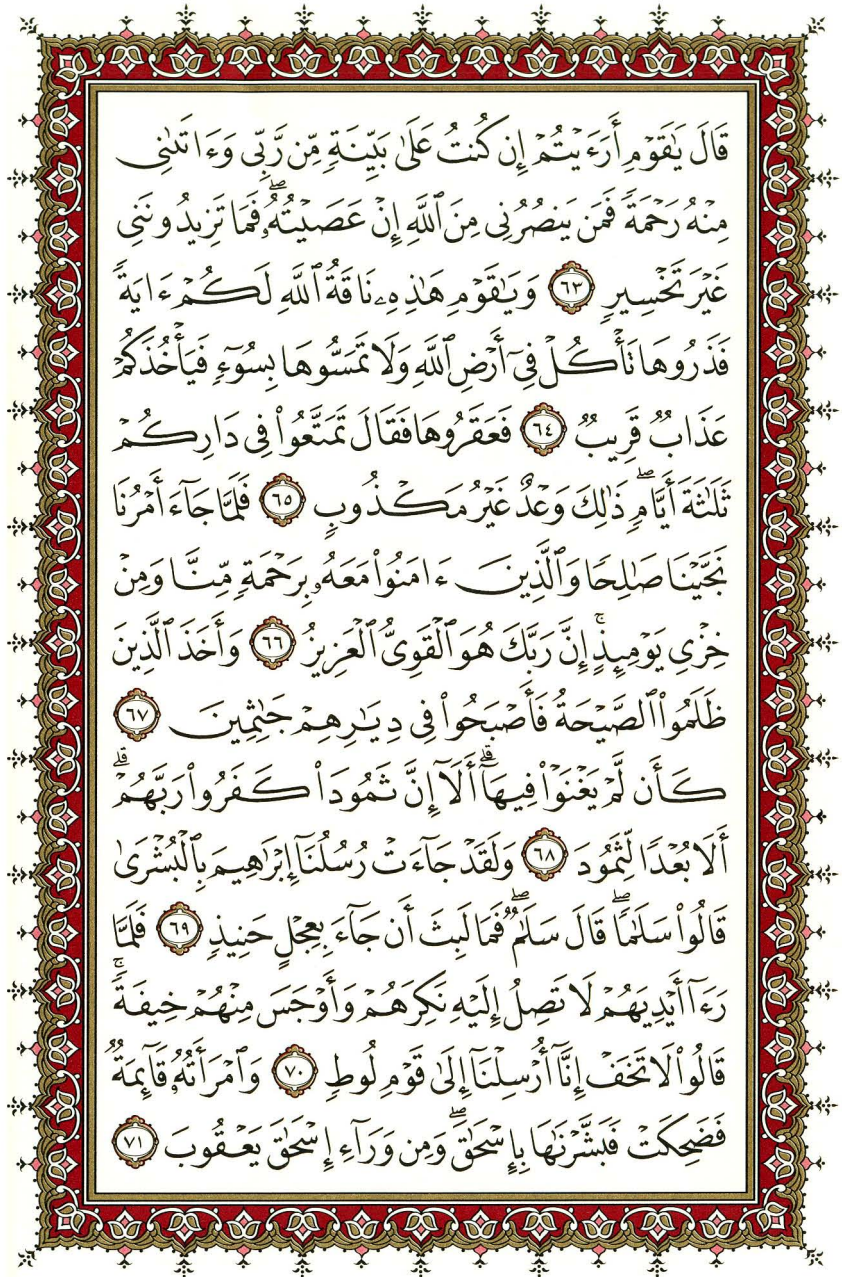 قَالَ يَٰقَوْمِ أَرَءَيْتُمْ إِن كُنتُ عَلَىٰ بَيِّنَةٍ مِّن رَّبِّى وَءَاتَىٰنِى
مِنْهُ رَحْمَةً فَمَن يَنصُرُنِى مِنَ ٱللَّهِ إِنْ عَصَيْتُهُۥۖ فَمَا تَزِيدُونَنِى
غَيْرَ تَخْسِيرٍ ٦٣ وَيَٰقَوْمِ هَٰذِهِۦ نَاقَةُ ٱللَّهِ لَكُمْ ءَايَةً
فَذَرُوهَا تَأْكُلْ فِىٓ أَرْضِ ٱللَّهِ وَلَا تَمَسُّوهَا بِسُوٓءٍ فَيَأْخُذَكُمْ
عَذَابٌ قَرِيبٌ ٦٤ فَعَقَرُوهَا فَقَالَ تَمَتَّعُوا۟ فِى دَارِكُمْ
ثَلَٰثَةَ أَيَّامٍۖ ذَٰلِكَ وَعْدٌ غَيْرُ مَكْذُوبٍ ٦٥ فَلَمَّا جَآءَ أَمْرُنَا
نَجَّيْنَا صَٰلِحًا وَٱلَّذِينَ ءَامَنُوا۟ مَعَهُۥ بِرَحْمَةٍ مِّنَّا وَمِنْ
خِزْىِ يَوْمِئِذٍۚ إِنَّ رَبَّكَ هُوَ ٱلْقَوِىُّ ٱلْعَزِيزُ ٦٦ وَأَخَذَ ٱلَّذِينَ
ظَلَمُوا۟ ٱلصَّيْحَةُ فَأَصْبَحُوا۟ فِى دِيَٰرِهِمْ جَٰثِمِينَ ٦٧
كَأَن لَّمْ يَغْنَوْا۟ فِيهَآۗ أَلَآ إِنَّ ثَمُودَا۟ كَفَرُوا۟ رَبَّهُمْۗ
أَلَا بُعْدًا لِّثَمُودَ ٦٨ وَلَقَدْ جَآءَتْ رُسُلُنَآ إِبْرَٰهِيمَ بِٱلْبُشْرَىٰ
قَالُوا۟ سَلَٰمًاۖ قَالَ سَلَٰمٌۖ فَمَا لَبِثَ أَن جَآءَ بِعِجْلٍ حَنِيذٍ ٦٩ فَلَمَّا
رَءَآ أَيْدِيَهُمْ لَا تَصِلُ إِلَيْهِ نَكِرَهُمْ وَأَوْجَسَ مِنْهُمْ خِيفَةًۚ
قَالُوا۟ لَا تَخَفْ إِنَّآ أُرْسِلْنَآ إِلَىٰ قَوْمِ لُوطٍ ٧٠ وَٱمْرَأَتُهُۥ قَآئِمَةٌ
فَضَحِكَتْ فَبَشَّرْنَٰهَا بِإِسْحَٰقَۖ وَمِن وَرَآءِ إِسْحَٰقَ يَعْقُوبَ ٧١